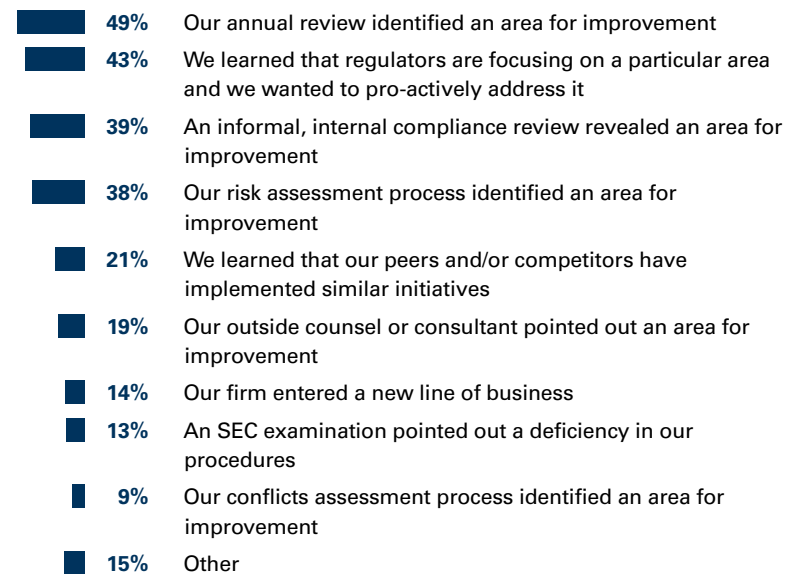 49% Our annual review identified an area for improvement
43% We learned that regulators are focusing on a particular area
and we wanted to pro-actively address it
39% An informal, internal compliance review revealed an area for
improvement
38% Our risk assessment process identified an area for
improvement
21% We learned that our peers and/or competitors have
implemented similar initiatives
19% Our outside counsel or consultant pointed out an area for
improvement
14% Our firm entered a new line of business
13% An SEC examination pointed out a deficiency in our
procedures
9% Our conflicts assessment process identified an area for
improvement
15% Other